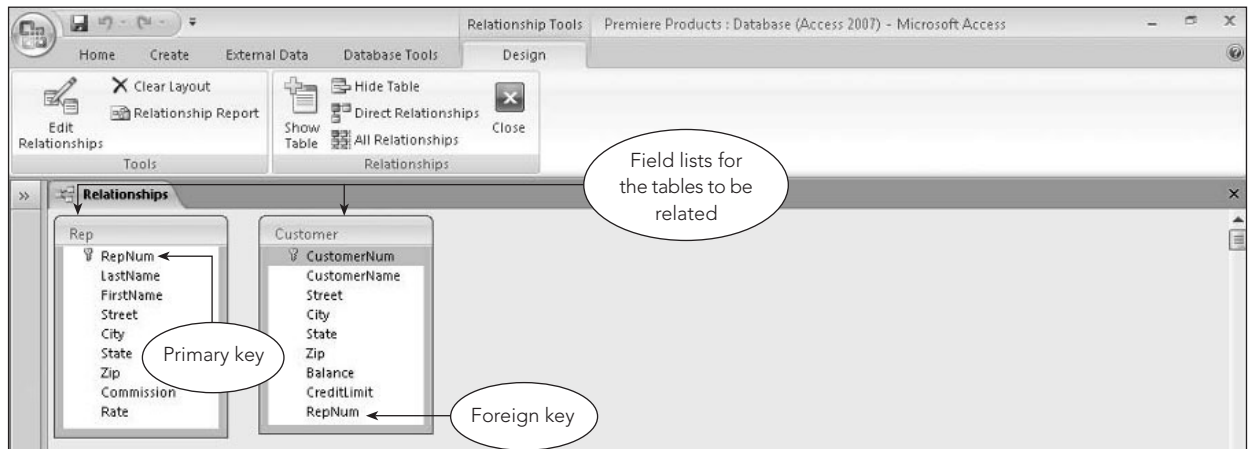 Relationship Tools
Premiere Products : Database (Access 2007) - Microsoft Access
Home Create External Data Database Tools Design
Edit Relationships
Clear Layout
Relationship Report
Tools
Show Table
Hide Table
Direct Relationships
All Relationships
Close
Relationships
Field lists for
the tables to be
related
Relationships
Rep
RepNum
LastName
FirstName
Street
City
State
Zip
Commission
Rate
Primary key
Customer
CustomerNum
CustomerName
Street
City
State
Zip
Balance
CreditLimit
RepNum
Foreign key